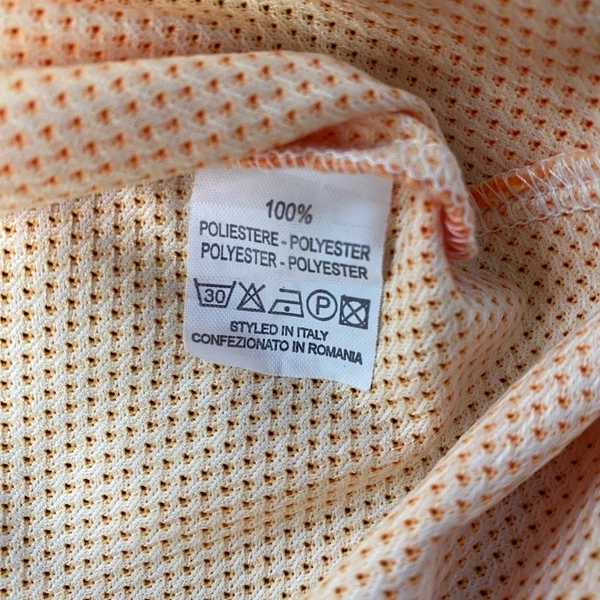 100%
POLIESTERE - POLYESTER
POLYESTER - POLYESTER
30 P
STYLED IN ITALY
CONFEZIONATO IN ROMANIA